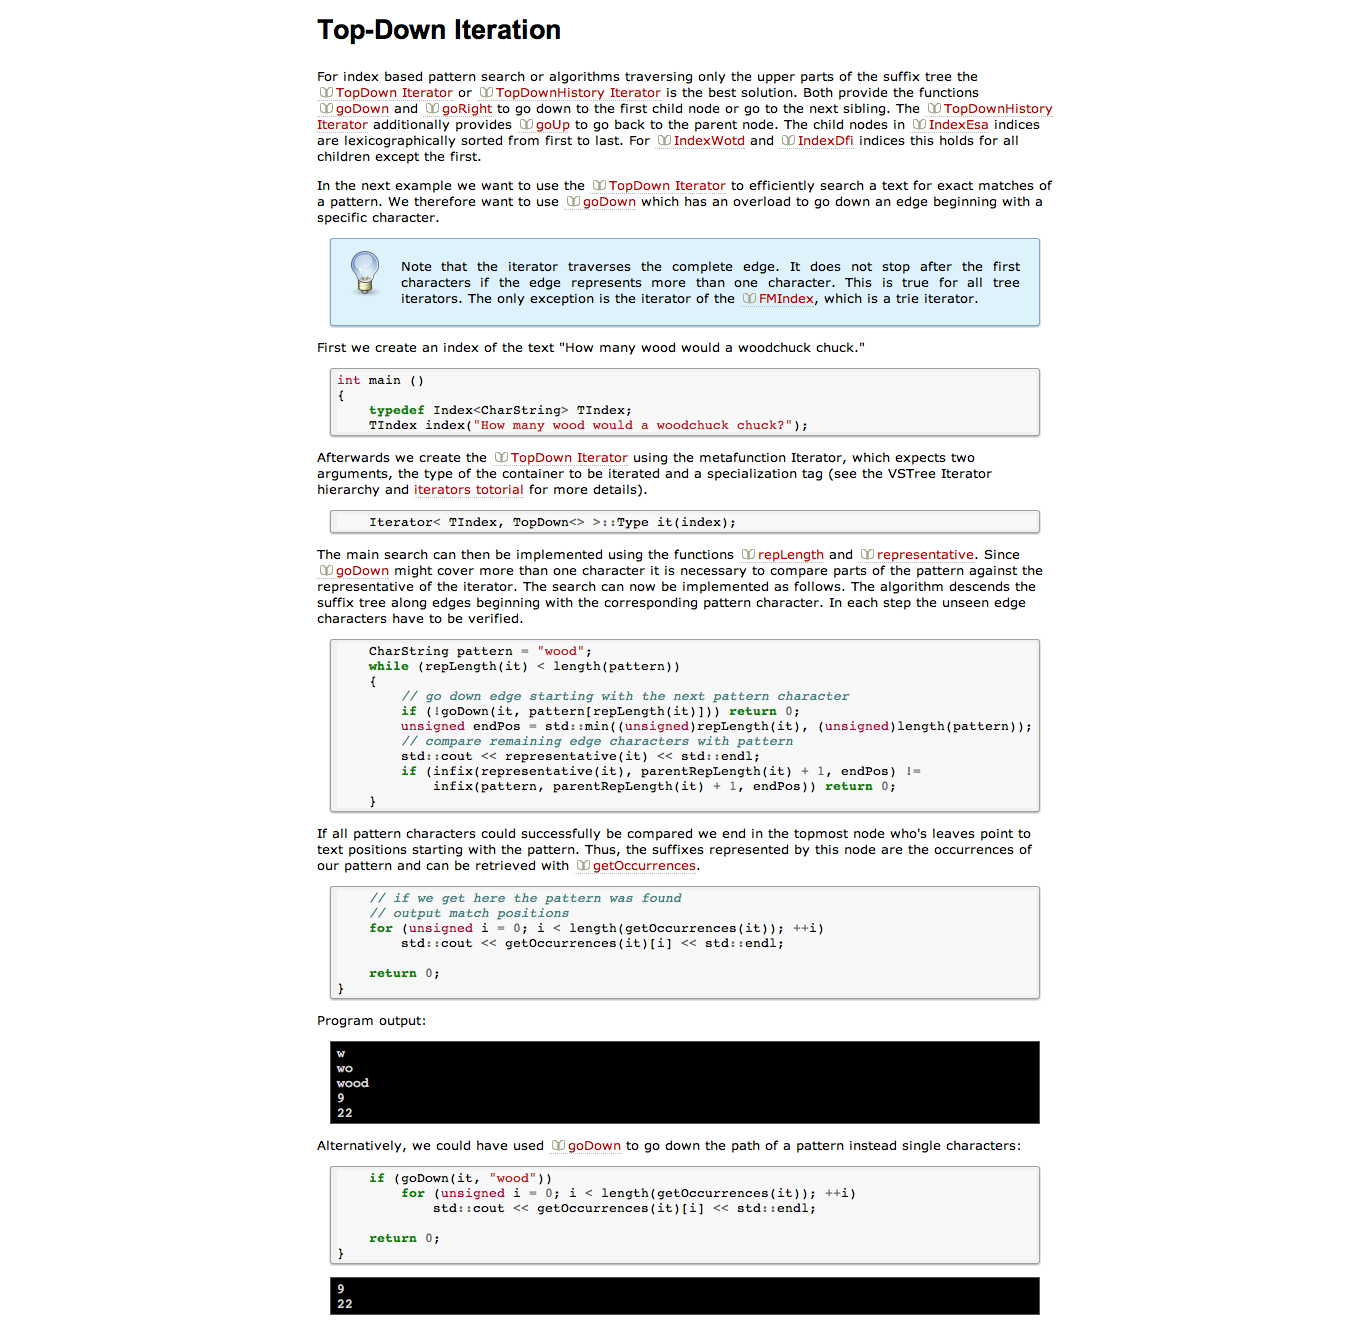 Top-Down Iteration
For index based pattern search or algorithms traversing only the upper parts of the suffix tree the
TopDown Iterator or TopDownHistory Iterator is the best solution. Both provide the functions
goDown and goRight to go down to the first child node or go to the next sibling. The TopDownHistory
Iterator additionally provides goUp to go back to the parent node. The child nodes in IndexEsa indices
are lexicographically sorted from first to last. For IndexWotd and IndexDfi indices this holds for all
children except the first.
In the next example we want to use the TopDown Iterator to efficiently search a text for exact matches of
a pattern. We therefore want to use goDown which has an overload to go down an edge beginning with a
specific character.
Note that the iterator traverses the complete edge. It does not stop after the first
characters if the edge represents more than one character. This is true for all tree
iterators. The only exception is the iterator of the FMIndex, which is a trie iterator.
First we create an index of the text "How many wood would a woodchuck chuck."
int main ()
{
    typedef Index<CharString> TIndex;
    TIndex index("How many wood would a woodchuck chuck?");
Afterwards we create the TopDown Iterator using the metafunction Iterator, which expects two
arguments, the type of the container to be iterated and a specialization tag (see the VSTree Iterator
hierarchy and iterators totorial for more details).
    Iterator< TIndex, TopDown<> >::Type it(index);
The main search can then be implemented using the functions repLength and representative. Since
goDown might cover more than one character it is necessary to compare parts of the pattern against the
representative of the iterator. The search can now be implemented as follows. The algorithm descends the
suffix tree along edges beginning with the corresponding pattern character. In each step the unseen edge
characters have to be verified.
    CharString pattern = "wood";
    while (repLength(it) < length(pattern))
    {
        // go down edge starting with the next pattern character
        if (!goDown(it, pattern[repLength(it)])) return 0;
        unsigned endPos = std::min((unsigned)repLength(it), (unsigned)length(pattern));
        // compare remaining edge characters with pattern
        std::cout << representative(it) << std::endl;
        if (infix(representative(it), parentRepLength(it) + 1, endPos) !=
            infix(pattern, parentRepLength(it) + 1, endPos)) return 0;
    }
If all pattern characters could successfully be compared we end in the topmost node who's leaves point to
text positions starting with the pattern. Thus, the suffixes represented by this node are the occurrences of
our pattern and can be retrieved with getOccurrences.
    // if we get here the pattern was found
    // output match positions
    for (unsigned i = 0; i < length(getOccurrences(it)); ++i)
        std::cout << getOccurrences(it)[i] << std::endl;
    return 0;
}
Program output:
w
wo
wood
9
22
Alternatively, we could have used goDown to go down the path of a pattern instead single characters:
    if (goDown(it, "wood"))
        for (unsigned i = 0; i < length(getOccurrences(it)); ++i)
            std::cout << getOccurrences(it)[i] << std::endl;
    return 0;
}
9
22